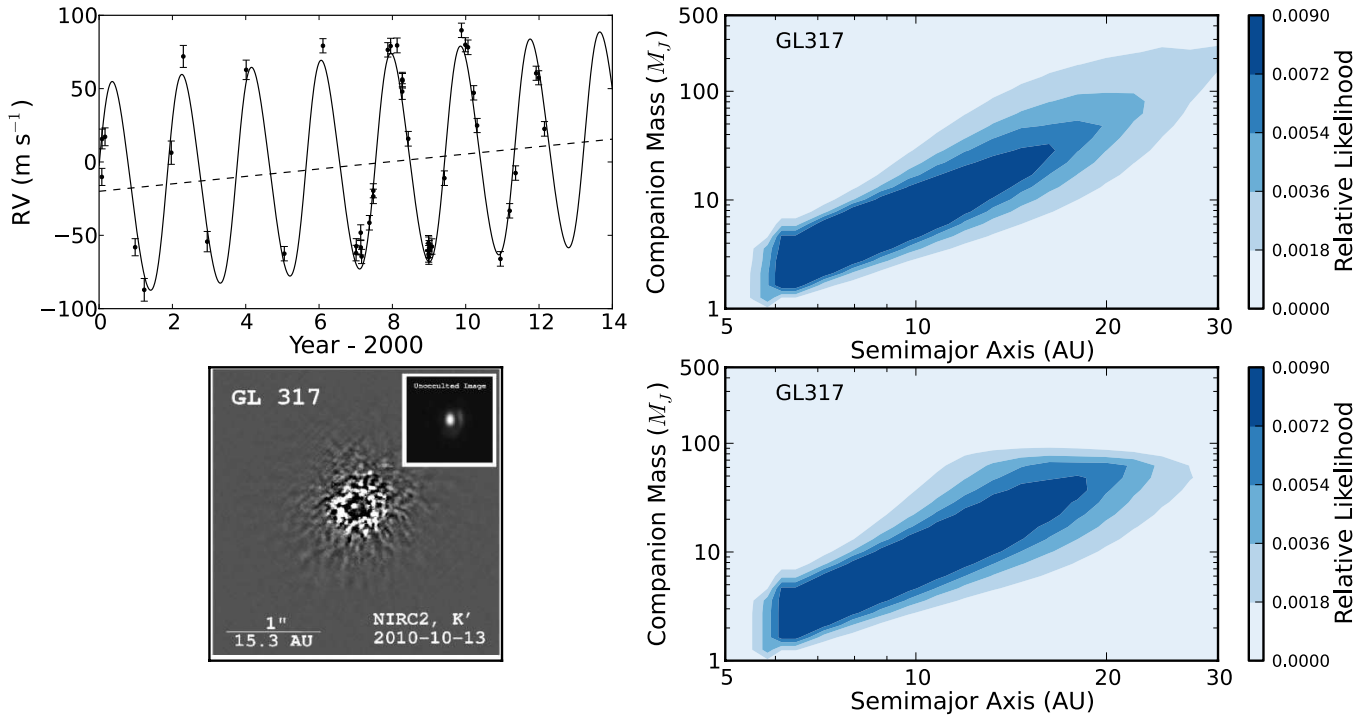 100
50
0
−50
−100
RV (m s⁻¹)
0 2 4 6 8 10 12 14
Year - 2000
GL317
500
100
10
1
Companion Mass (M_J)
5 10 20 30
Semimajor Axis (AU)
0.0090
0.0072
0.0054
0.0036
0.0018
0.0000
Relative Likelihood
GL 317
Unocculted Image
1"
15.3 AU
NIRC2, K′
2010-10-13
GL317
500
100
10
1
Companion Mass (M_J)
5 10 20 30
Semimajor Axis (AU)
0.0090
0.0072
0.0054
0.0036
0.0018
0.0000
Relative Likelihood